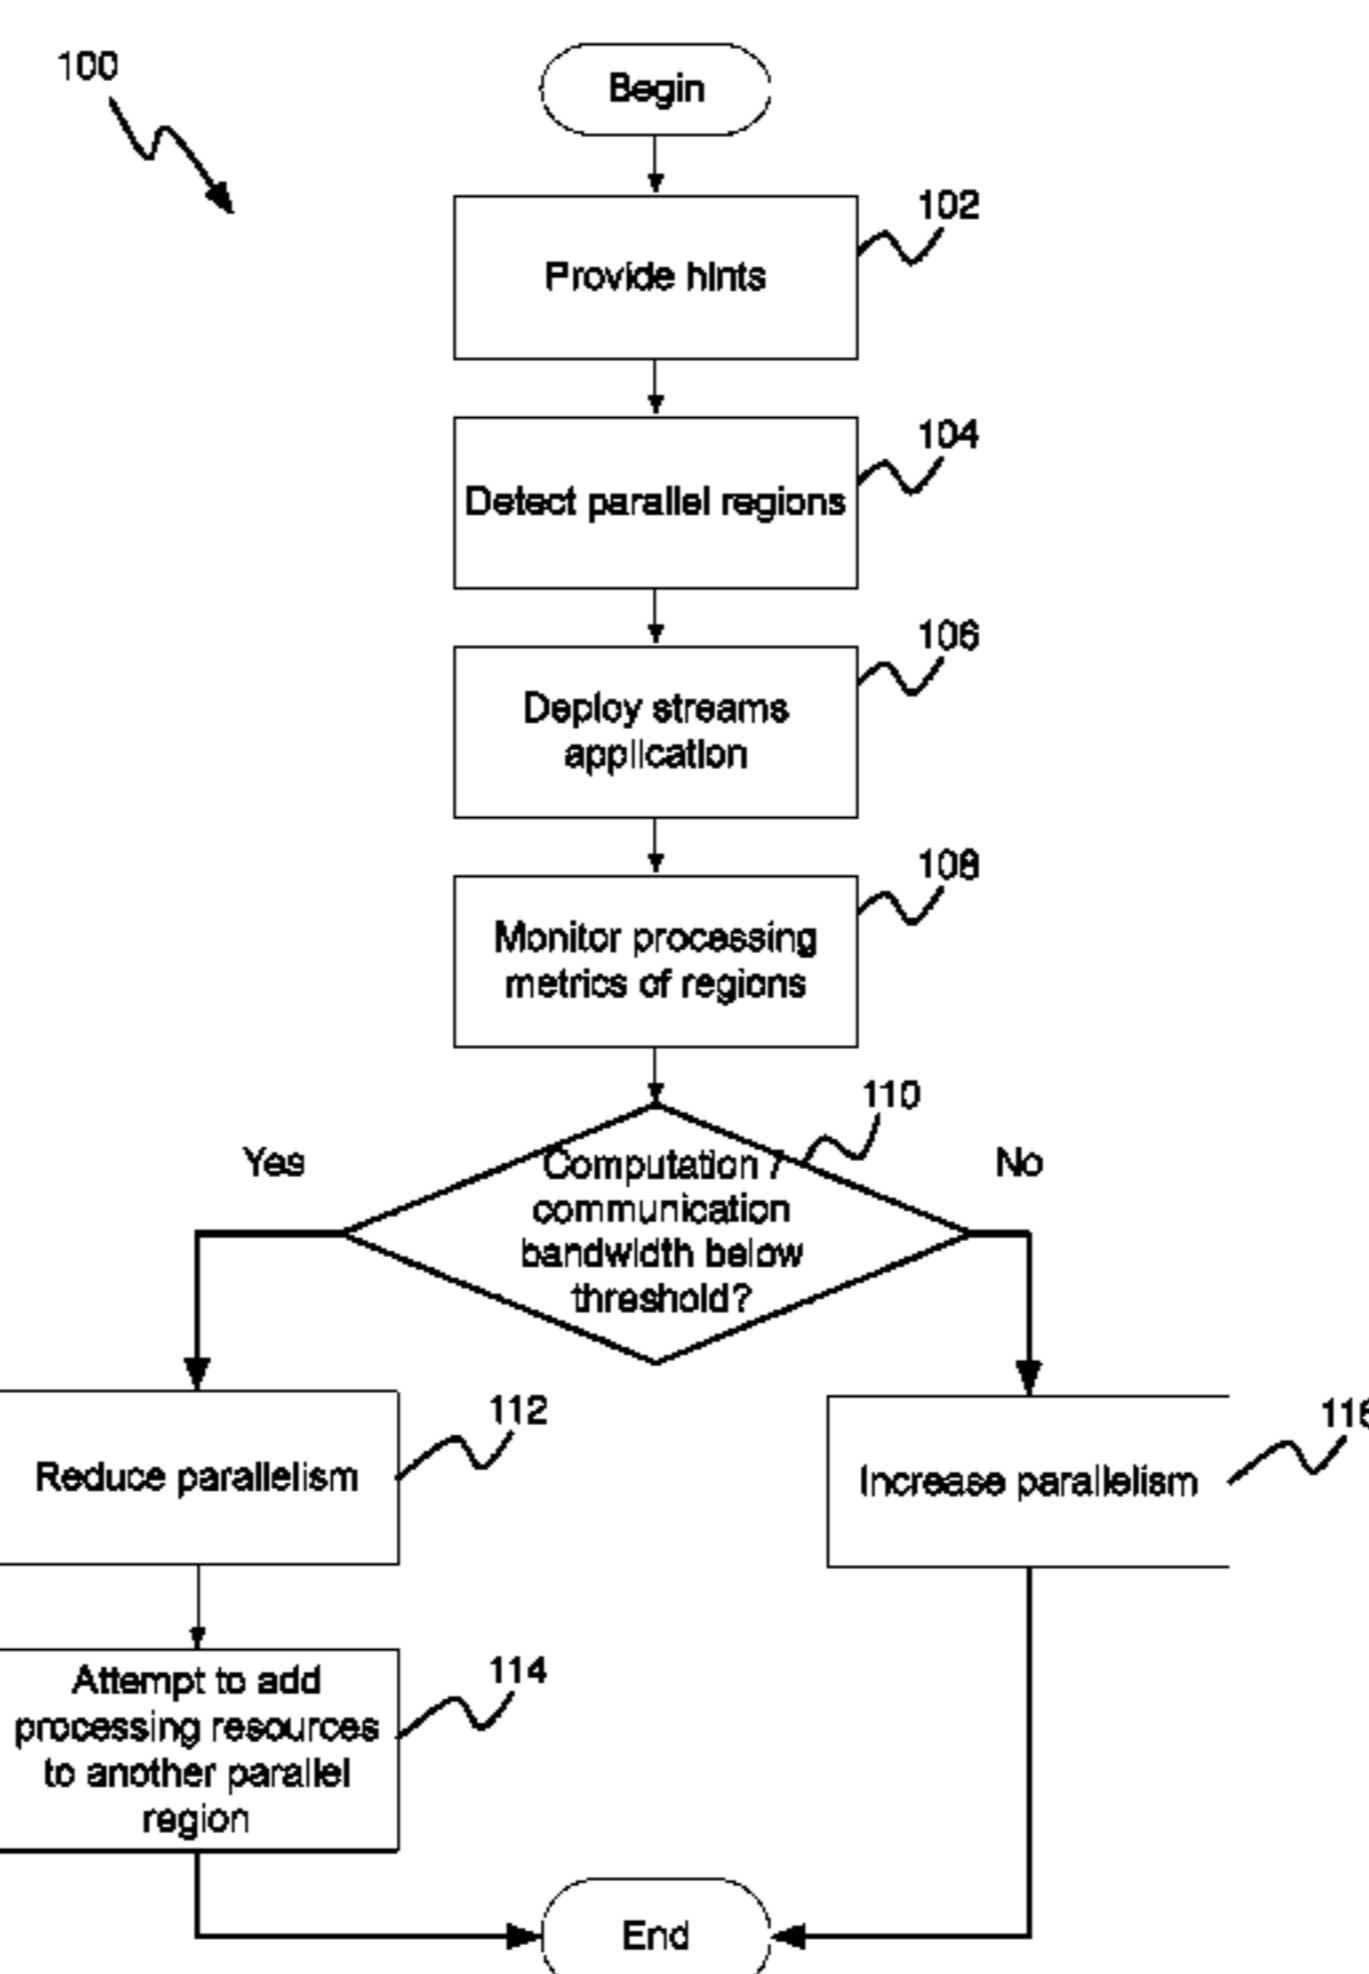 100
Begin
102
Provide hints
104
Detect parallel regions
106
Deploy streams
application
108
Monitor processing
metrics of regions
110
Yes
No
Computation /
communication
bandwidth below
threshold?
112
Reduce parallelism
116
Increase parallelism
114
Attempt to add
processing resources
to another parallel
region
End